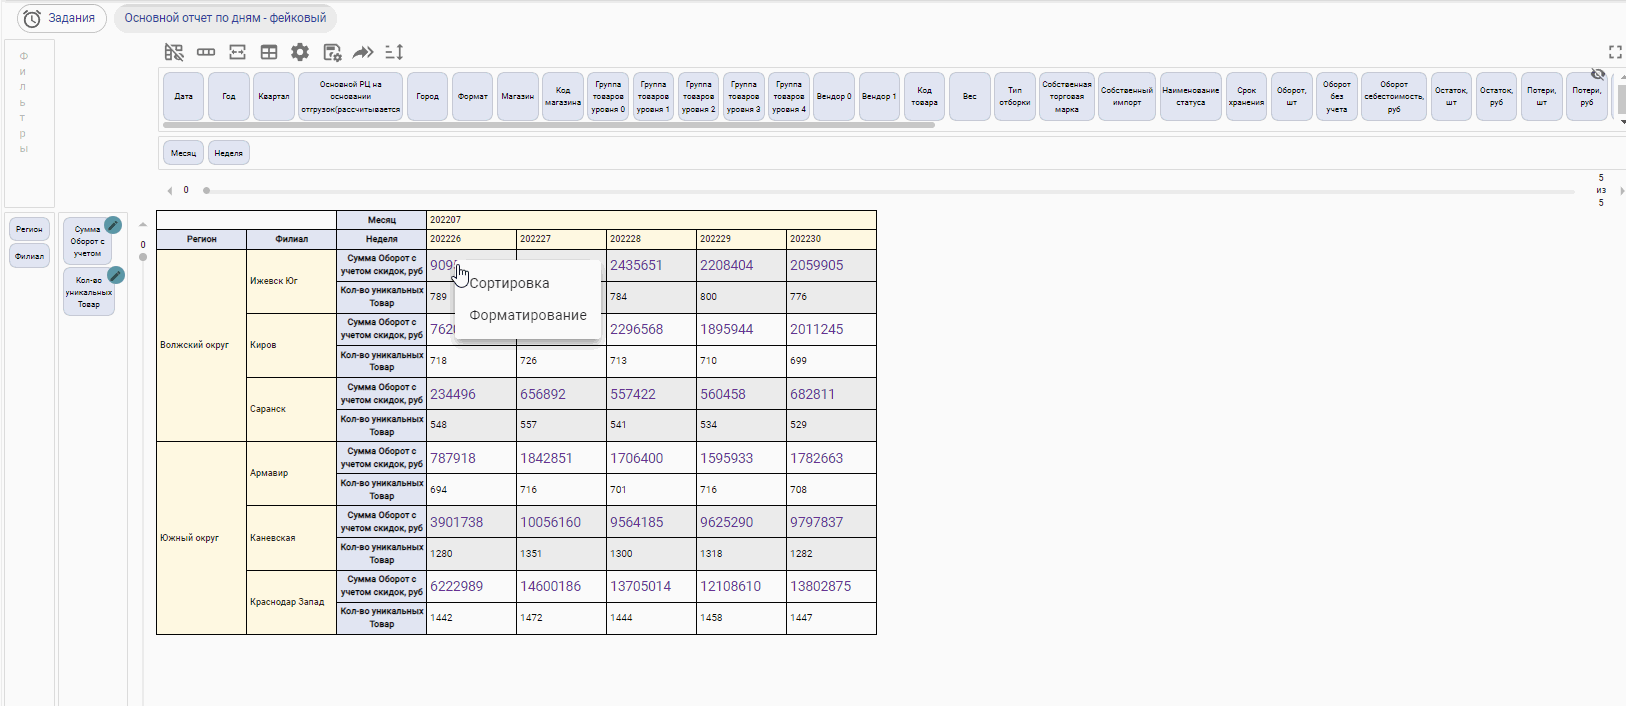 Задания
Основной отчет по дням - фейковый
Фильтры
Дата
Год
Квартал
Основной РЦ на
основании
отгрузок(рассчитывается
Город
Формат
Магазин
Код
магазина
Группа
товаров
уровня 0
Группа
товаров
уровня 1
Группа
товаров
уровня 2
Группа
товаров
уровня 3
Группа
товаров
уровня 4
Вендор 0
Вендор 1
Код
товара
Вес
Тип
отборки
Собственная
торговая
марка
Собственный
импорт
Наименование
статуса
Срок
хранения
Оборот,
шт
Оборот
без
учета
Оборот
себестоимость,
руб
Остаток,
шт
Остаток,
руб
Потери,
шт
Потери,
руб
Месяц
Неделя
0
5
из
5
Регион
Филиал
Сумма
Оборот с
учетом
Кол-во
уникальных
Товар
0
Месяц 202207
Регион Филиал Неделя 202226 202227 202228 202229 202230
Волжский округ
Ижевск Юг
Сумма Оборот с
учетом скидок, руб
909 2435651 2208404 2059905
Кол-во уникальных
Товар
789 784 800 776
Сортировка
Форматирование
Киров
Сумма Оборот с
учетом скидок, руб
762 2296568 1895944 2011245
Кол-во уникальных
Товар
718 726 713 710 699
Саранск
Сумма Оборот с
учетом скидок, руб
234496 656892 557422 560458 682811
Кол-во уникальных
Товар
548 557 541 534 529
Южный округ
Армавир
Сумма Оборот с
учетом скидок, руб
787918 1842851 1706400 1595933 1782663
Кол-во уникальных
Товар
694 716 701 716 708
Каневская
Сумма Оборот с
учетом скидок, руб
3901738 10056160 9564185 9625290 9797837
Кол-во уникальных
Товар
1280 1351 1300 1318 1282
Краснодар Запад
Сумма Оборот с
учетом скидок, руб
6222989 14600186 13705014 12108610 13802875
Кол-во уникальных
Товар
1442 1472 1444 1458 1447